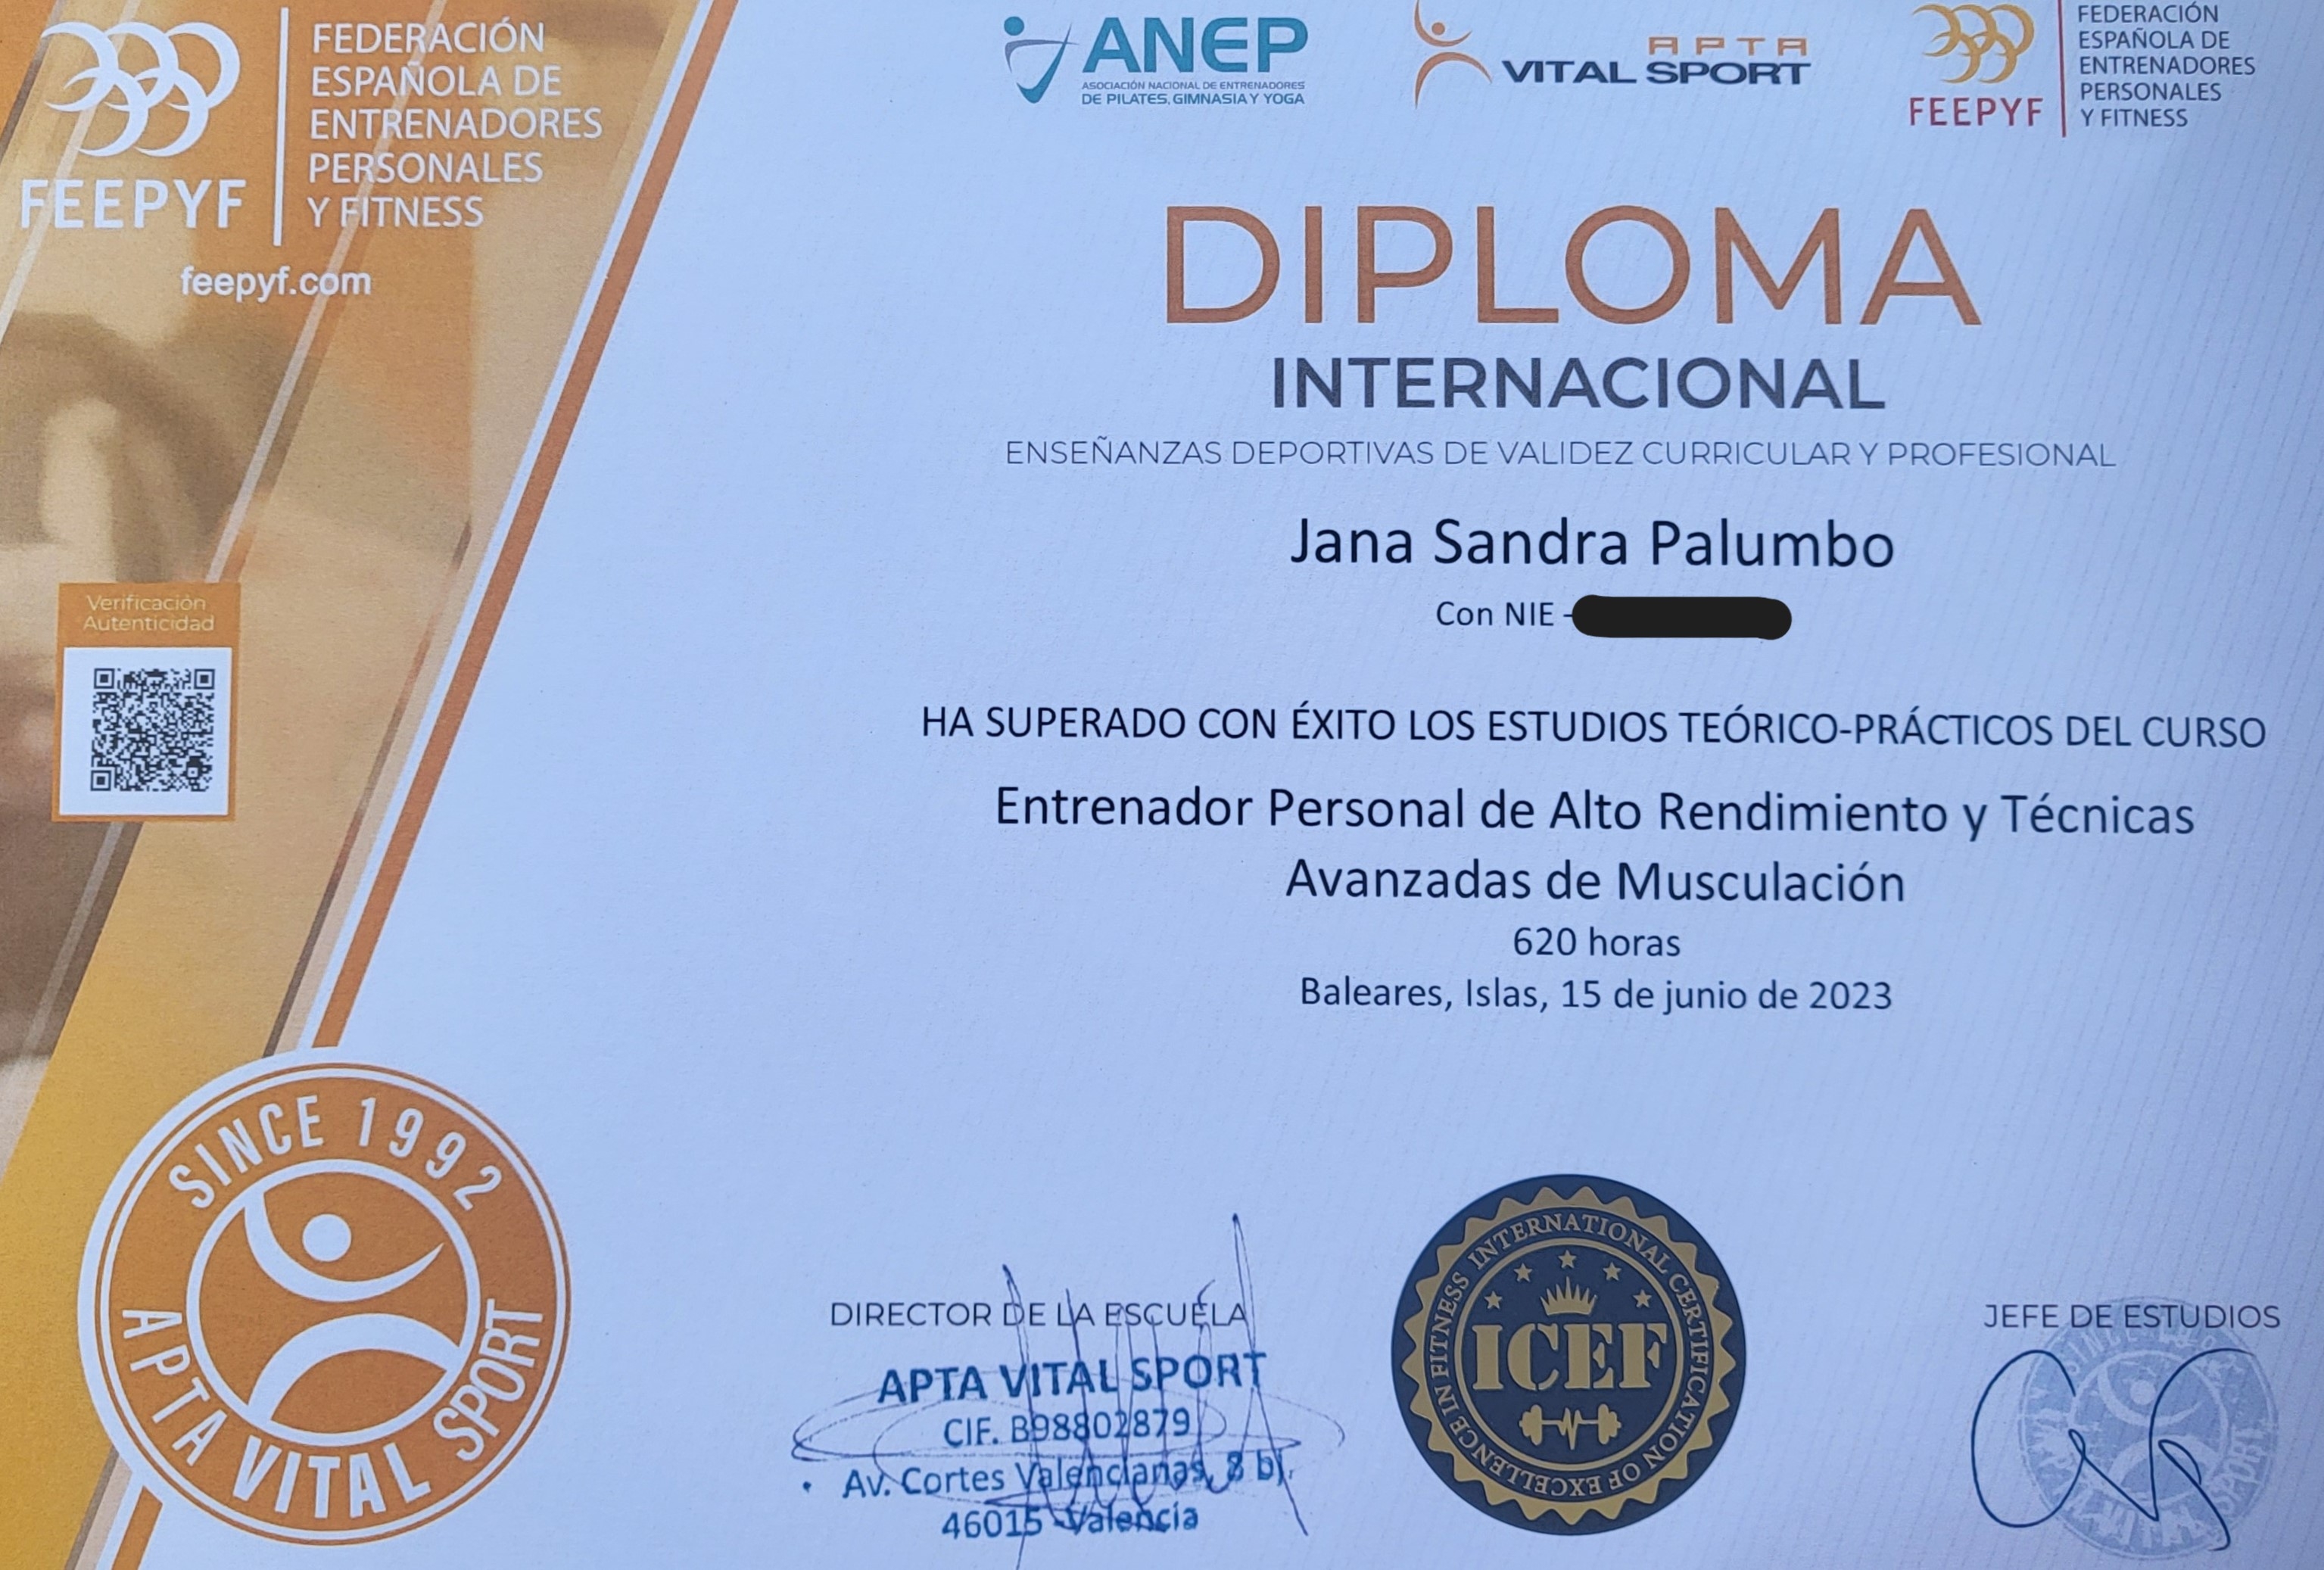 FEEPYF
FEDERACIÓN
ESPAÑOLA DE
ENTRENADORES
PERSONALES
Y FITNESS
feepyf.com
ANEP
ASOCIACIÓN NACIONAL DE ENTRENADORES
DE PILATES, GIMNASIA Y YOGA
APTA
VITAL SPORT
FEEPYF
FEDERACIÓN
ESPAÑOLA DE
ENTRENADORES
PERSONALES
Y FITNESS
DIPLOMA
INTERNACIONAL
ENSEÑANZAS DEPORTIVAS DE VALIDEZ CURRICULAR Y PROFESIONAL
Jana Sandra Palumbo
Con NIE -
Verificación
Autenticidad
HA SUPERADO CON ÉXITO LOS ESTUDIOS TEÓRICO-PRÁCTICOS DEL CURSO
Entrenador Personal de Alto Rendimiento y Técnicas
Avanzadas de Musculación
620 horas
Baleares, Islas, 15 de junio de 2023
SINCE 1992
APTA VITAL SPORT
DIRECTOR DE LA ESCUELA
APTA VITAL SPORT
CIF. B98802879
Av. Cortes Valencianas, 8 bj.
46015 -Valencia
INTERNATIONAL CERTIFICATION OF EXCELLENCE IN FITNESS
ICEF
JEFE DE ESTUDIOS
SINCE
APTA VITAL SPORT